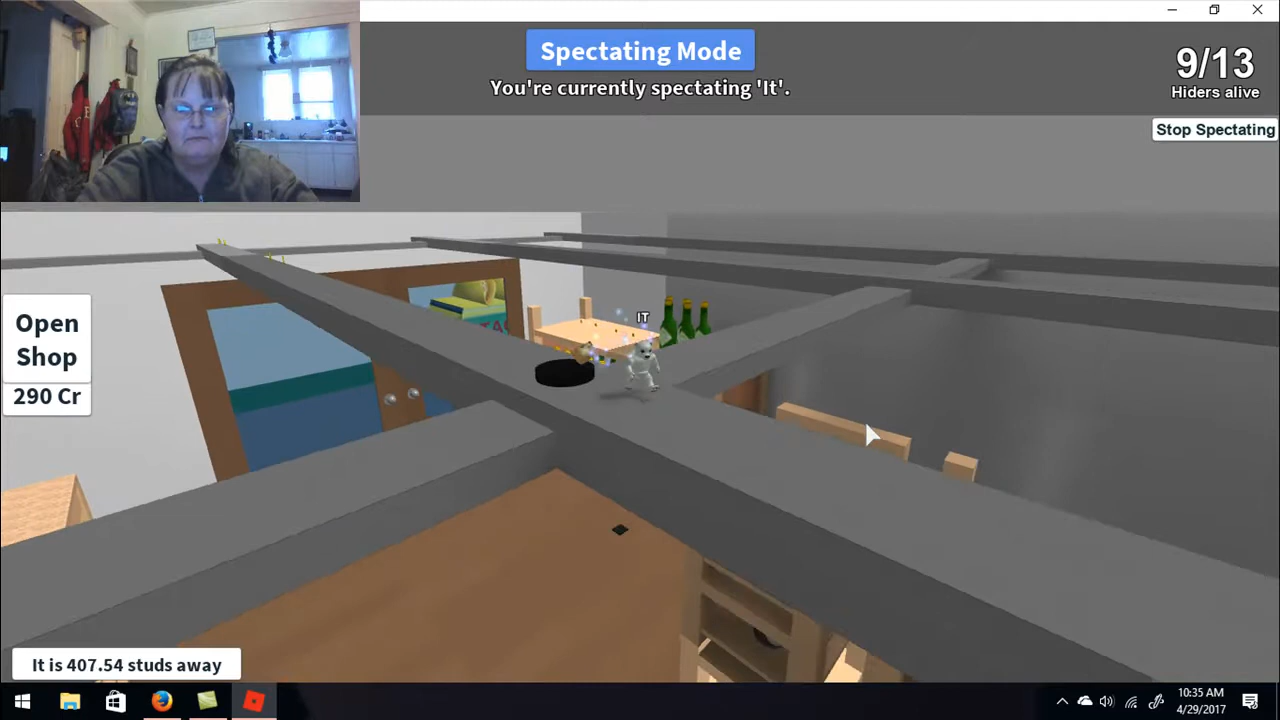 Spectating Mode
You're currently spectating 'It'.
9/13
Hiders alive
Stop Spectating
IT
Open
Shop
290 Cr
It is 407.54 studs away
10:35 AM
4/29/2017